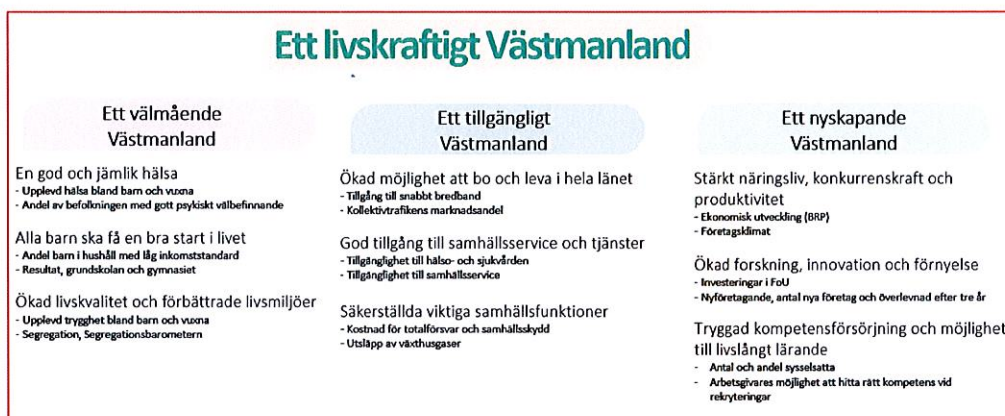 Ett livskraftigt Västmanland
Ett välmående
Västmanland
En god och jämlik hälsa
- Upplevd hälsa bland barn och vuxna
- Andel av befolkningen med gott psykiskt välbefinnande
Alla barn ska få en bra start i livet
- Andel barn i hushåll med låg inkomststandard
- Resultat, grundskolan och gymnasiet
Ökad livskvalitet och förbättrade livsmiljöer
- Upplevd trygghet bland barn och vuxna
- Segregation, Segregationsbarometern
Ett tillgängligt
Västmanland
Ökad möjlighet att bo och leva i hela länet
- Tillgång till snabbt bredband
- Kollektivtrafikens marknadsandel
God tillgång till samhällsservice och tjänster
- Tillgänglighet till hälso- och sjukvården
- Tillgänglighet till samhällsservice
Säkerställda viktiga samhällsfunktioner
- Kostnad för totalförsvar och samhällsskydd
- Utsläpp av växthusgaser
Ett nyskapande
Västmanland
Stärkt näringsliv, konkurrenskraft och
produktivitet
- Ekonomisk utveckling (BRP)
- Företagsklimat
Ökad forskning, innovation och förnyelse
- Investeringar i FoU
- Nyföretagande, antal nya företag och överlevnad efter tre år
Tryggad kompetensförsörjning och möjlighet
till livslångt lärande
- Antal och andel sysselsatta
- Arbetsgivares möjlighet att hitta rätt kompetens vid
rekryteringar